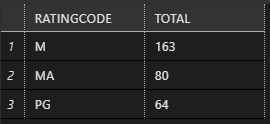 RATINGCODE TOTAL
1 M 163
2 MA 80
3 PG 64